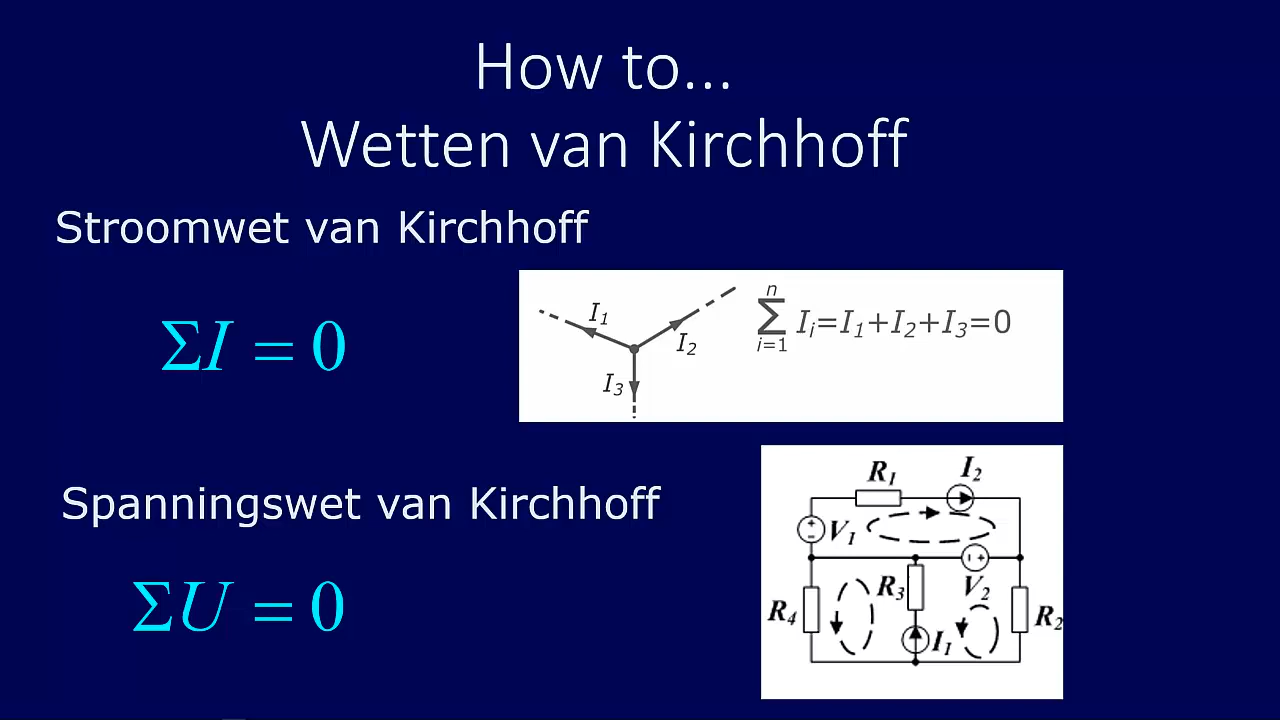 How to...
Wetten van Kirchhoff
Stroomwet van Kirchhoff
ΣI = 0
I₁
I₂
I₃
n
Σ Iᵢ=I₁+I₂+I₃=0
i=1
Spanningswet van Kirchhoff
ΣU = 0
R₁
I₂
+
−
V₁
+
V₂
R₃
R₄
I₁
R₂